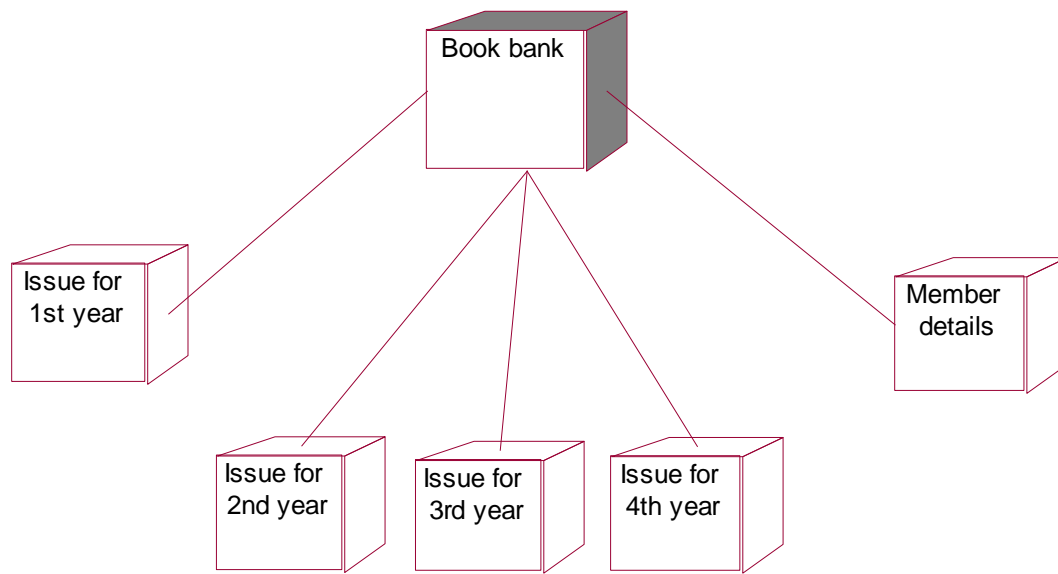 Book bank
Issue for
1st year
Member
details
Issue for
2nd year
Issue for
3rd year
Issue for
4th year